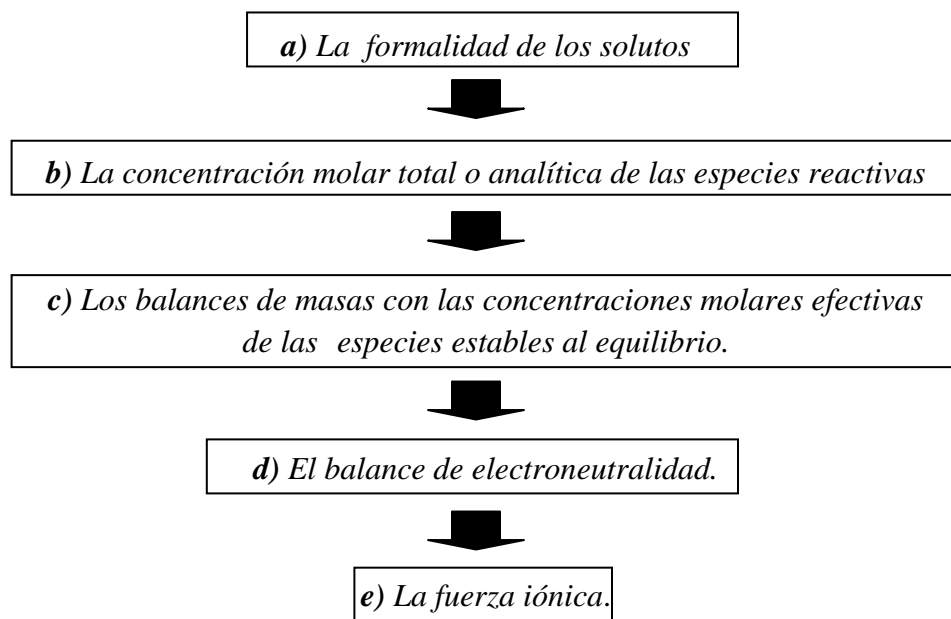 a) La formalidad de los solutos
b) La concentración molar total o analítica de las especies reactivas
c) Los balances de masas con las concentraciones molares efectivas
de las especies estables al equilibrio.
d) El balance de electroneutralidad.
e) La fuerza iónica.